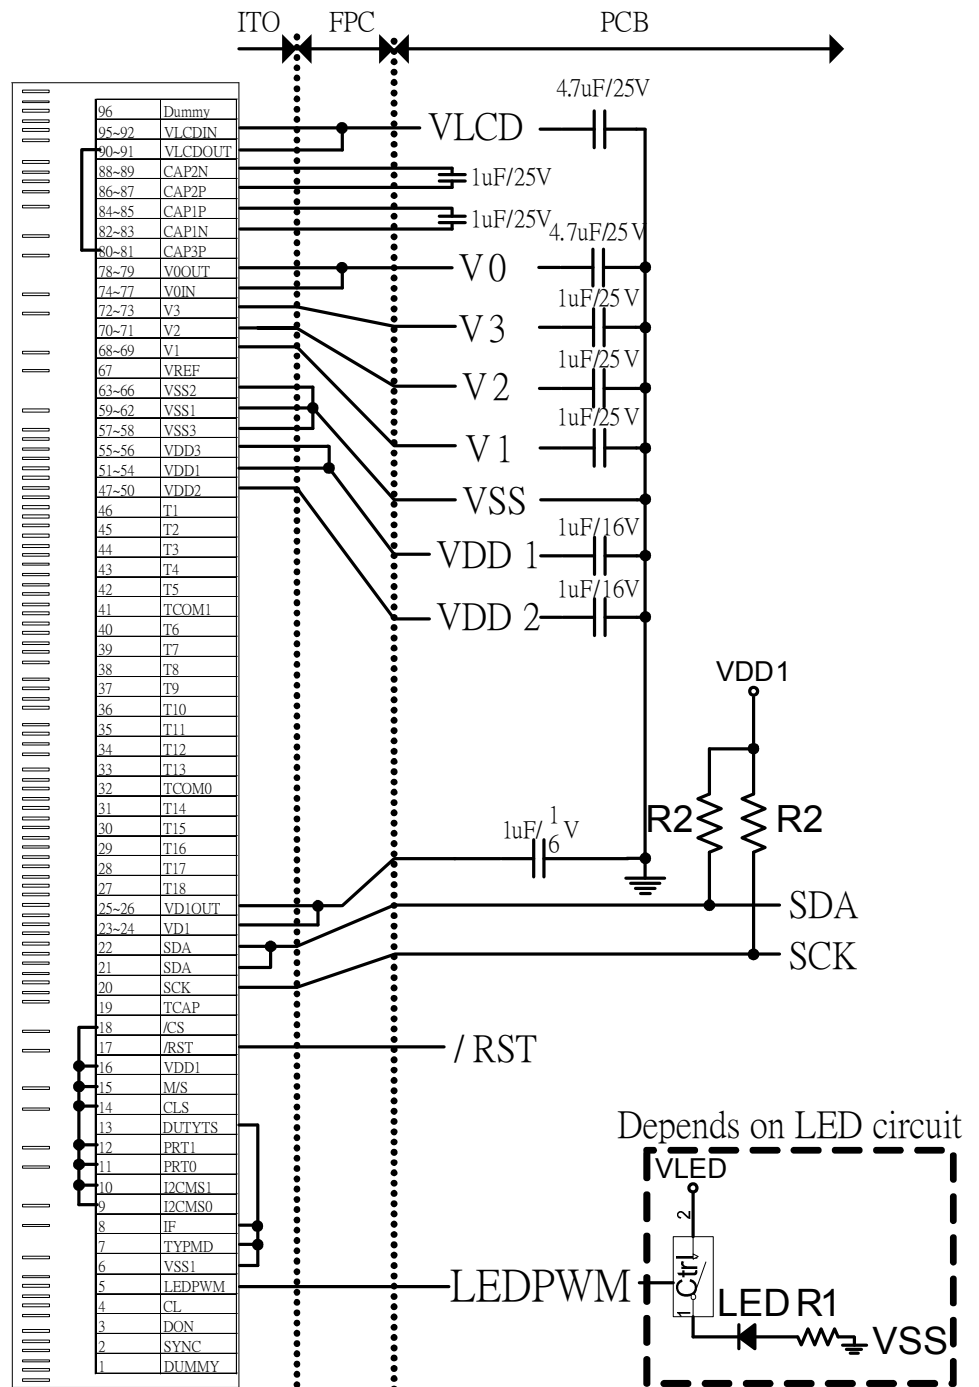 ITO FPC PCB
4.7uF/25V
96 Dummy
95~92 VLCDIN VLCD
90~91 VLCDOUT
88~89 CAP2N 1uF/25V
86~87 CAP2P
84~85 CAP1P 1uF/25V
82~83 CAP1N 4.7uF/25V
80~81 CAP3P
78~79 V0OUT V0
74~77 V0IN 1uF/25V
72~73 V3 V3
70~71 V2
68~69 V1 1uF/25V
67 VREF V2
63~66 VSS2
59~62 VSS1 1uF/25V
57~58 VSS3
55~56 VDD3 V1
51~54 VDD1
47~50 VDD2 VSS
46 T1
45 T2 1uF/16V
44 T3 VDD 1
43 T4
42 T5 1uF/16V
41 TCOM1 VDD 2
40 T6
39 T7
38 T8 VDD1
37 T9
36 T10
35 T11
34 T12
33 T13
32 TCOM0
31 T14
30 T15 1uF/16V R2 R2
29 T16
28 T17
27 T18
25~26 VD1OUT SDA
23~24 VD1
22 SDA SCK
21 SDA
20 SCK
19 TCAP
18 /CS
17 /RST / RST
16 VDD1
15 M/S
14 CLS
13 DUTYTS Depends on LED circuit
12 PRT1
11 PRT0 VLED
10 I2CMS1
9 I2CMS0 2
8 IF
7 TYPMD
6 VSS1 Ctrl
5 LEDPWM LEDPWM
4 CL 1 LED R1
3 DON
2 SYNC VSS
1 DUMMY